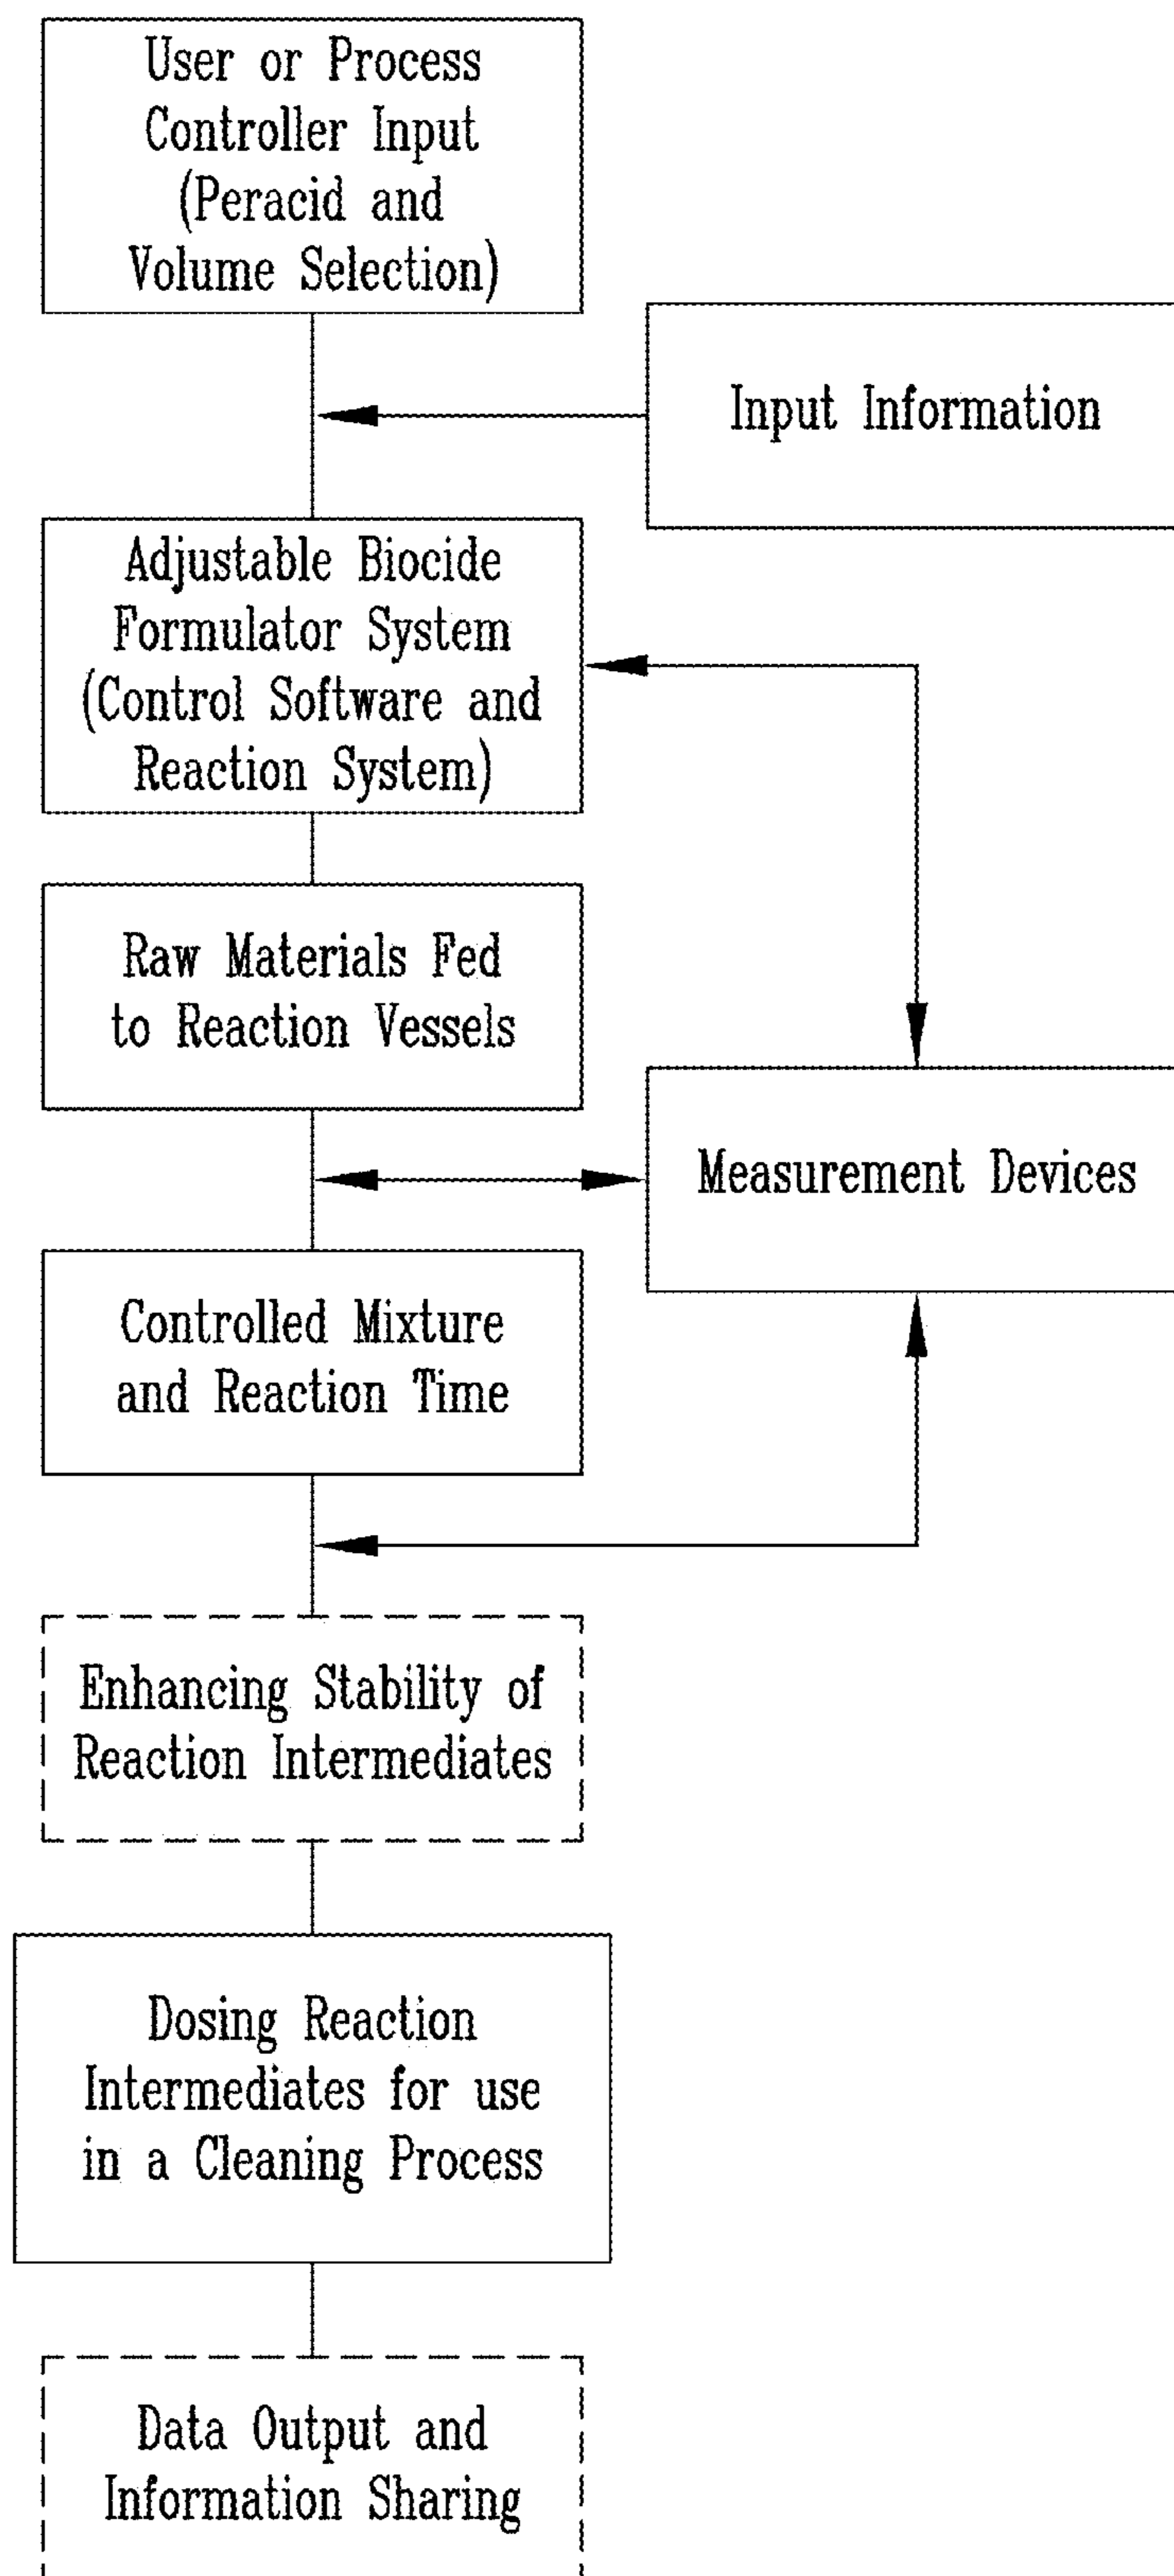 User or Process
Controller Input
(Peracid and
Volume Selection)
Input Information
Adjustable Biocide
Formulator System
(Control Software and
Reaction System)
Raw Materials Fed
to Reaction Vessels
Measurement Devices
Controlled Mixture
and Reaction Time
Enhancing Stability of
Reaction Intermediates
Dosing Reaction
Intermediates for use
in a Cleaning Process
Data Output and
Information Sharing